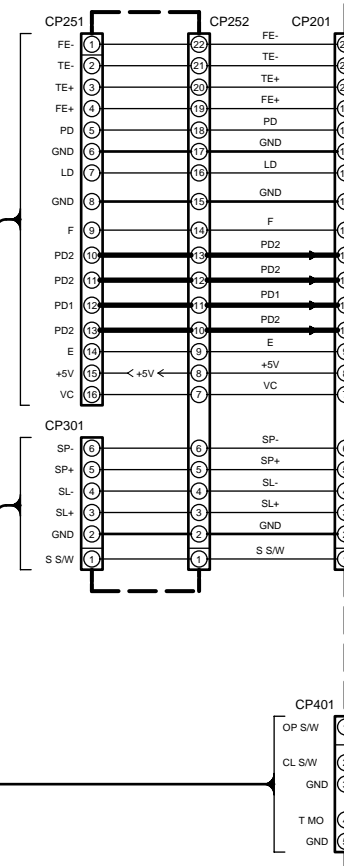 CP251 CP252 CP201
FE- 1 22 FE-
TE- 2 21 TE-
TE+ 3 20 TE+
FE+ 4 19 FE+
PD 5 18 PD
GND 6 17 GND
LD 7 16 LD
GND 8 15 GND
F 9 14 F
PD2 10 13 PD2
PD2 11 12 PD2
PD1 12 11 PD1
PD2 13 10 PD2
E 14 9 E
+5V 15 +5V 8 +5V
VC 16 7 VC
CP301
SP- 6 6 SP-
SP+ 5 5 SP+
SL- 4 4 SL-
SL+ 3 3 SL+
GND 2 2 GND
S S/W 1 1 S S/W
CP401
OP S/W
CL S/W
GND
T MO
GND